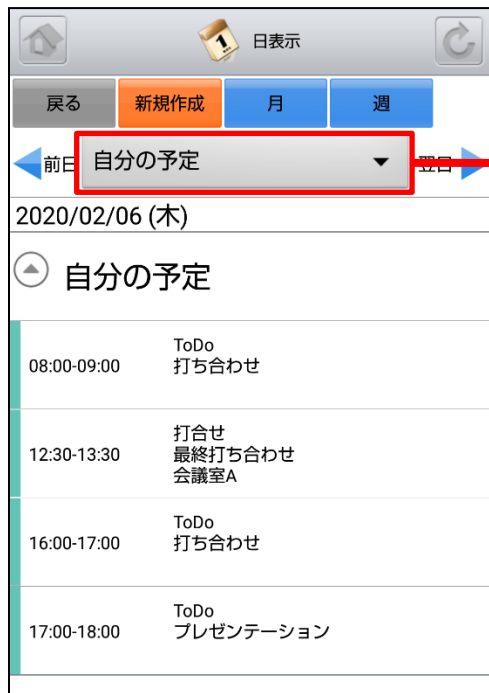 1 日表示
戻る 新規作成 月 週
前日 自分の予定 翌日
2020/02/06 (木)
自分の予定
ToDo
08:00-09:00 打ち合わせ
打合せ
12:30-13:30 最終打ち合わせ
会議室A
ToDo
16:00-17:00 打ち合わせ
ToDo
17:00-18:00 プレゼンテーション